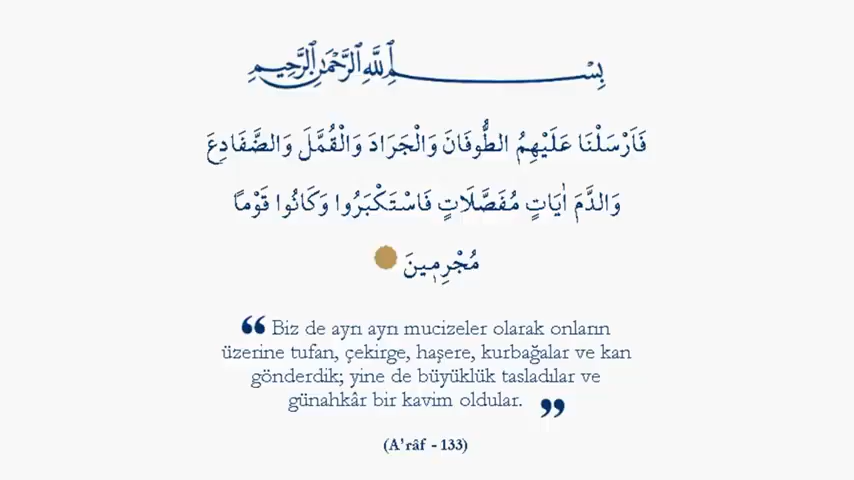 بِسْمِ اللّٰهِ الرَّحْمٰنِ الرَّحِيمِ
فَاَرْسَلْنَا عَلَيْهِمُ الطُّوفَانَ وَالْجَرَادَ وَالْقُمَّلَ وَالضَّفَادِعَ
وَالدَّمَ اٰيَاتٍ مُفَصَّلَاتٍ فَاسْتَكْبَرُوا وَكَانُوا قَوْمًا
مُجْرِم۪ينَ
“ Biz de ayrı ayrı mucizeler olarak onların
üzerine tufan, çekirge, haşere, kurbağalar ve kan
gönderdik; yine de büyüklük tasladılar ve
günahkâr bir kavim oldular. ”
(A’râf - 133)